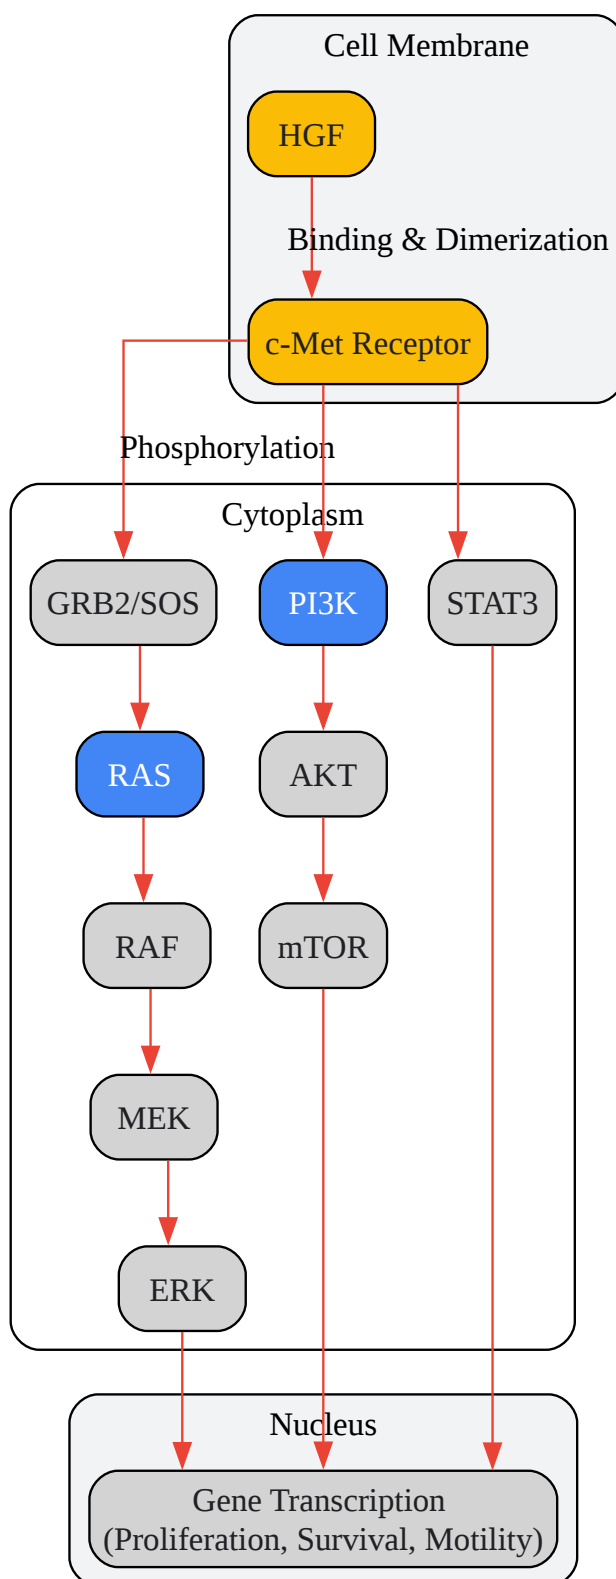 Cell Membrane
HGF
Binding & Dimerization
c-Met Receptor
Phosphorylation
Cytoplasm
GRB2/SOS
PI3K
STAT3
RAS
AKT
RAF
mTOR
MEK
ERK
Nucleus
Gene Transcription
(Proliferation, Survival, Motility)